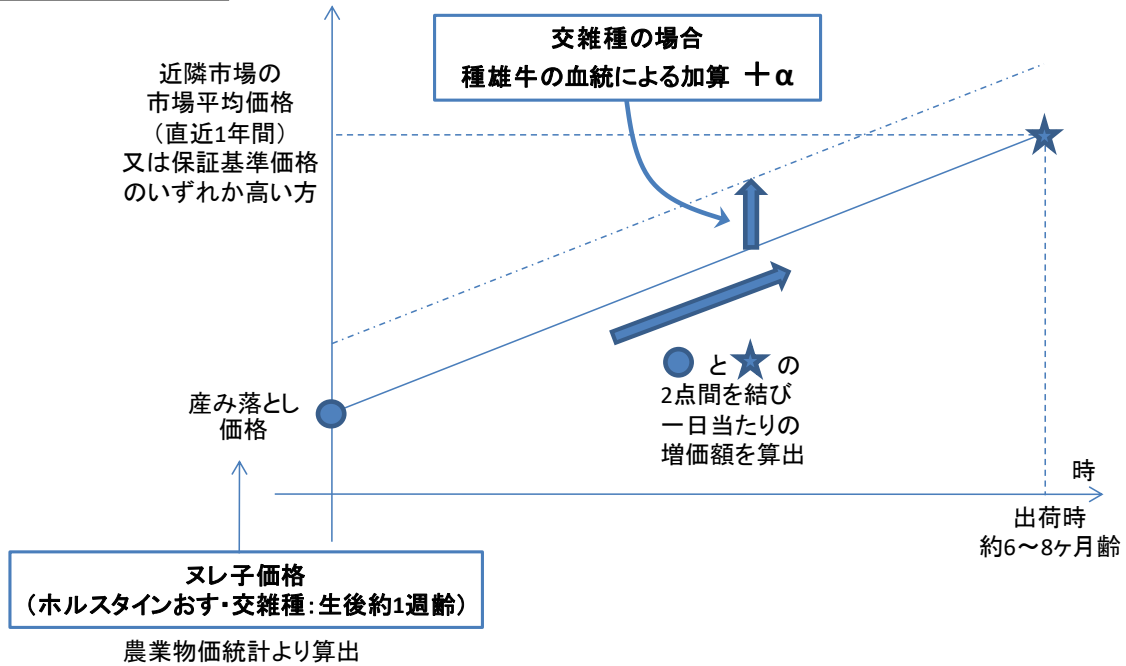 交雑種の場合
種雄牛の血統による加算 ＋α
近隣市場の
市場平均価格
（直近1年間）
又は保証基準価格
のいずれか高い方
と の
2点間を結び
一日当たりの
増価額を算出
産み落とし
価格
時
出荷時
約6～8ヶ月齢
ヌレ子価格
（ホルスタインおす・交雑種：生後約1週齢）
農業物価統計より算出